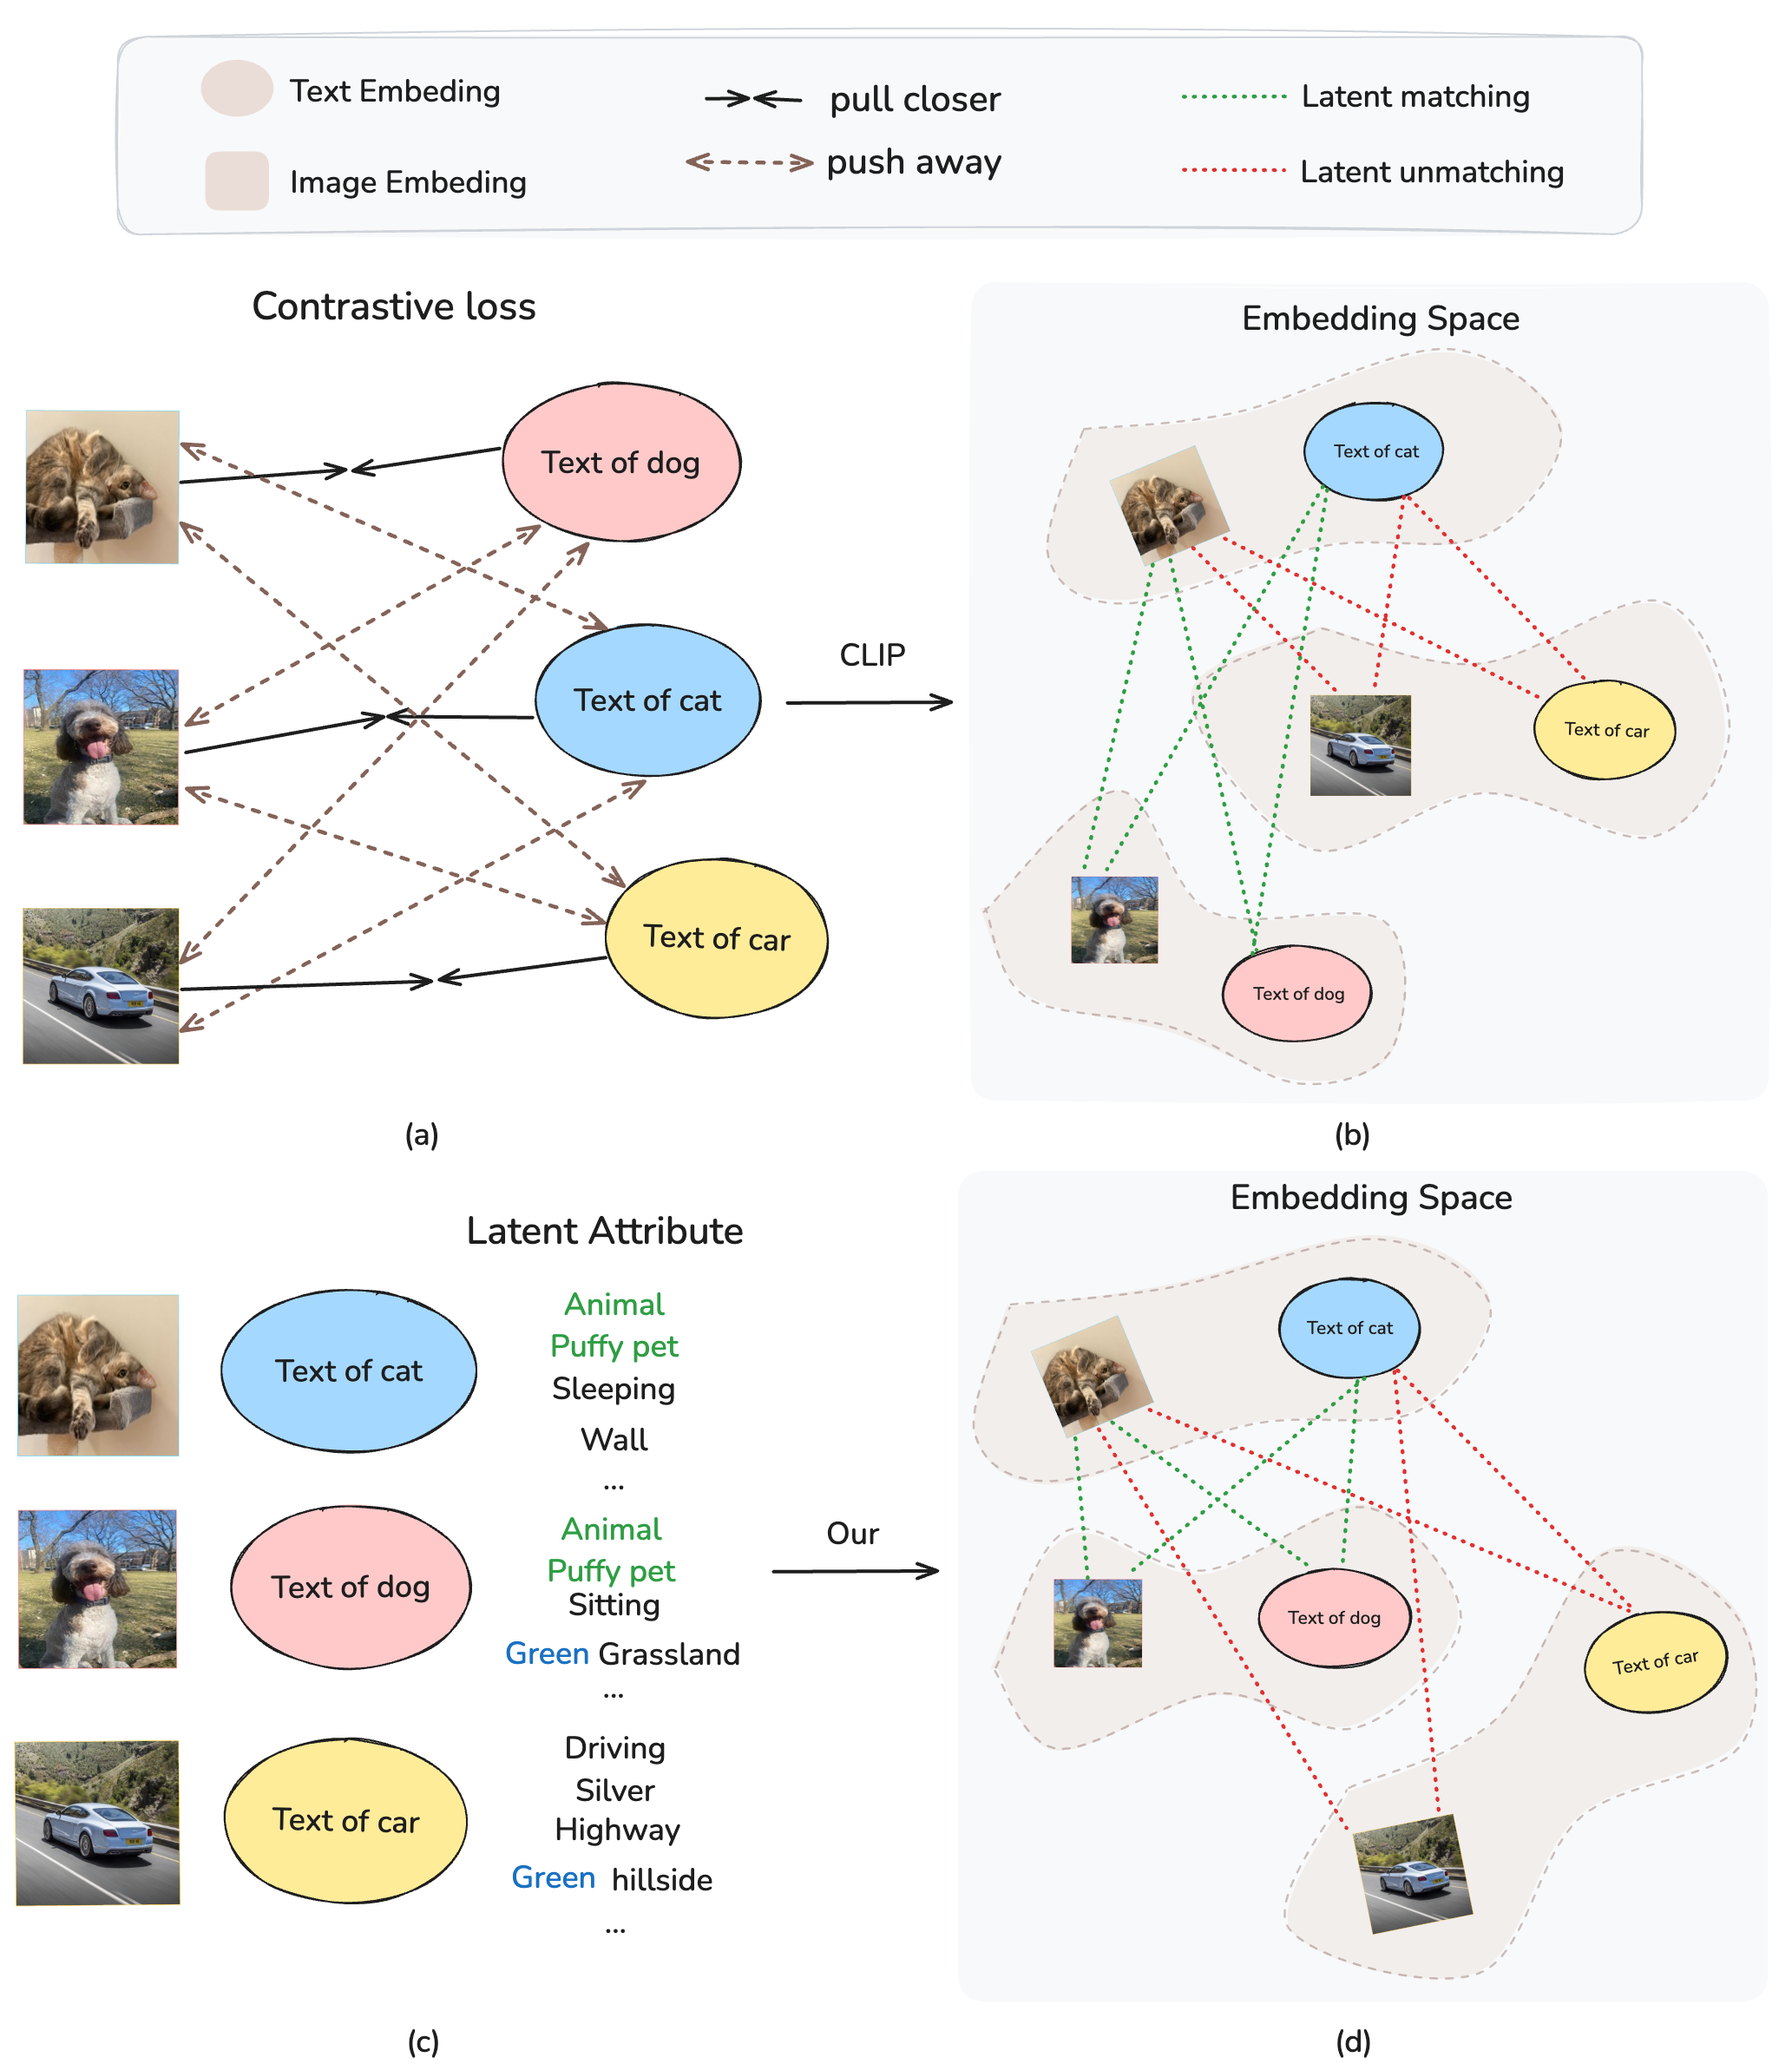 Text Embeding
Image Embeding
pull closer
push away
Latent matching
Latent unmatching
Contrastive loss
Text of dog
Text of cat
Text of car
(a)
CLIP
Embedding Space
Text of cat
Text of car
Text of dog
(b)
Latent Attribute
Text of cat
Animal
Puffy pet
Sleeping
Wall
...
Text of dog
Animal
Puffy pet
Sitting
Green Grassland
...
Text of car
Driving
Silver
Highway
Green hillside
...
(c)
Our
Embedding Space
Text of cat
Text of dog
Text of car
(d)